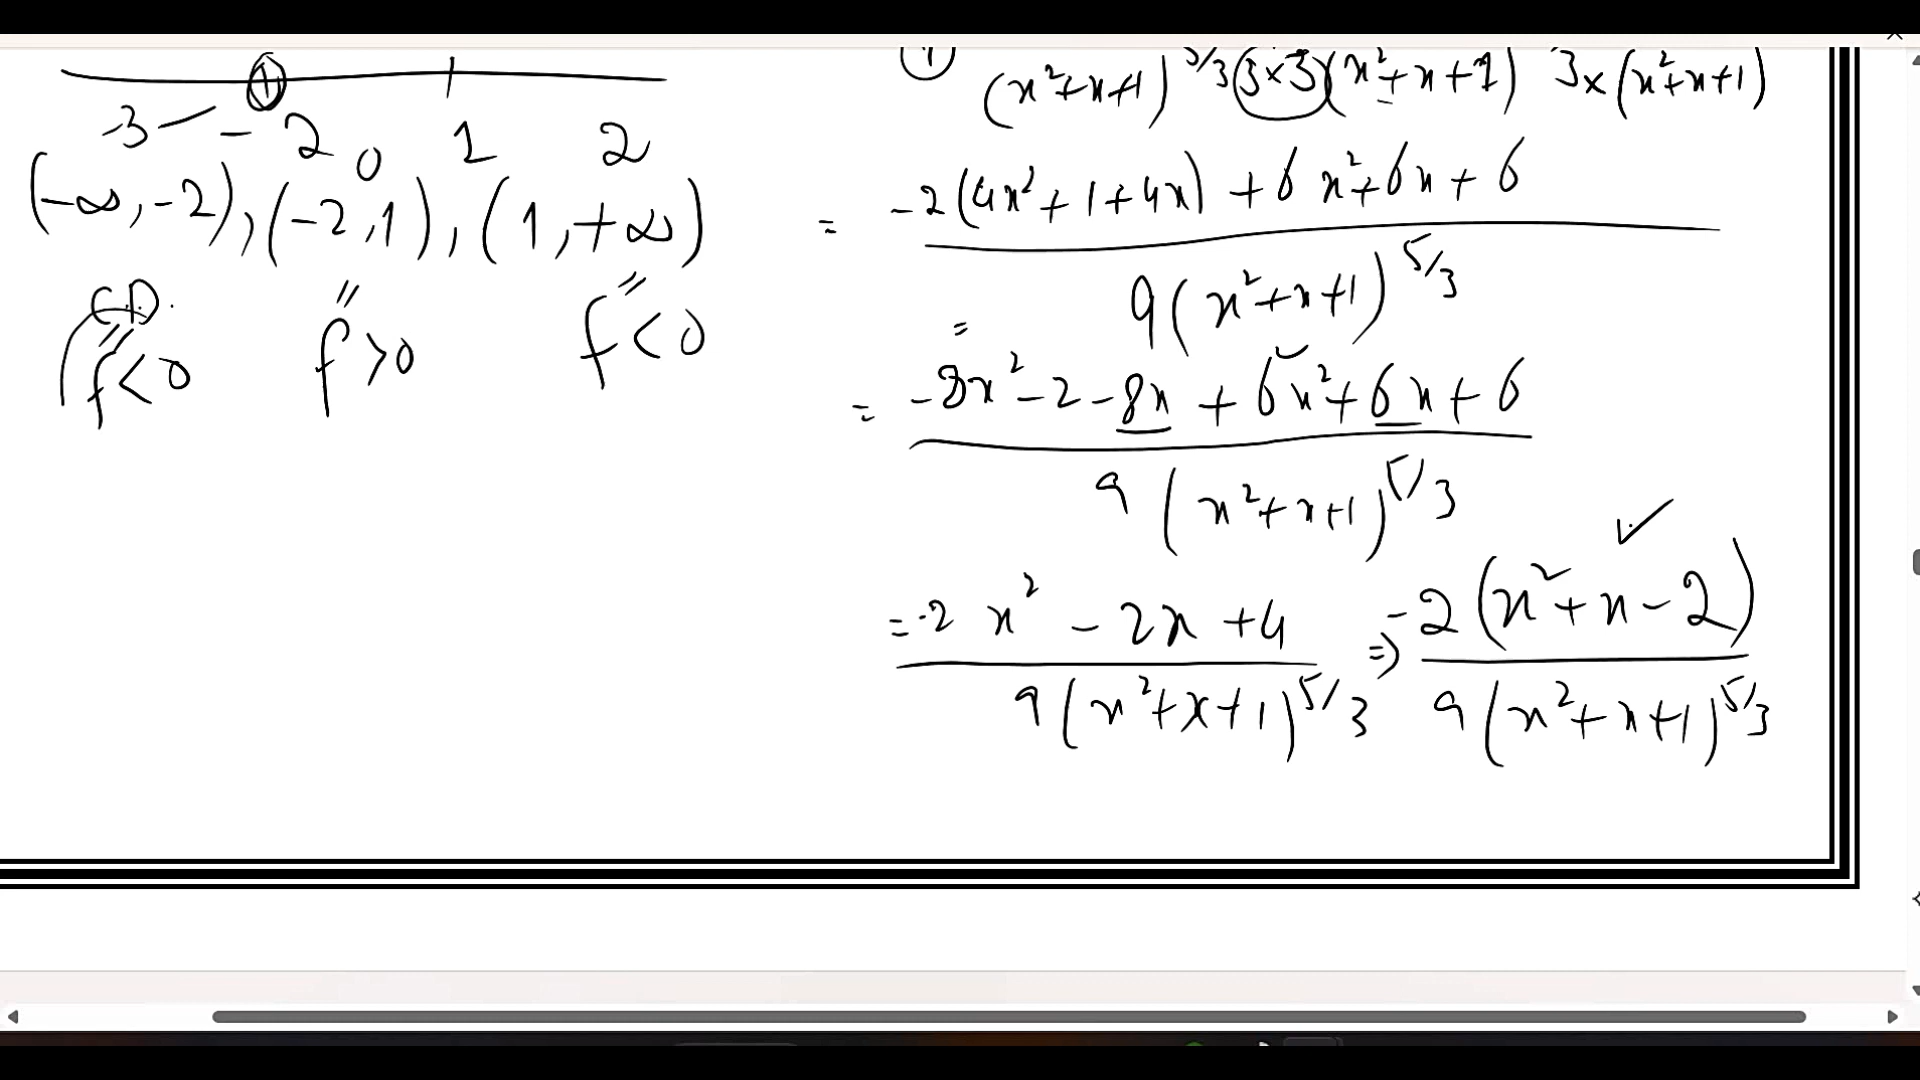 -3 — - 2 0 1 2
(-∞, -2), (-2, 1), (1, +∞)
C.D.
f''<0 f''>0 f''<0
① (x²+x+1)^5/3 (3×3)(x²+x+1) 3×(x²+x+1)
= -2(4x²+1+4x) + 6x²+6x+6
9(x²+x+1)^5/3
=
= -8x²-2-8x+6x²+6x+6
9(x²+x+1)^5/3
= -2x²-2x+4 ⇒ -2(x²+x-2)
9(x²+x+1)^5/3 9(x²+x+1)^5/3